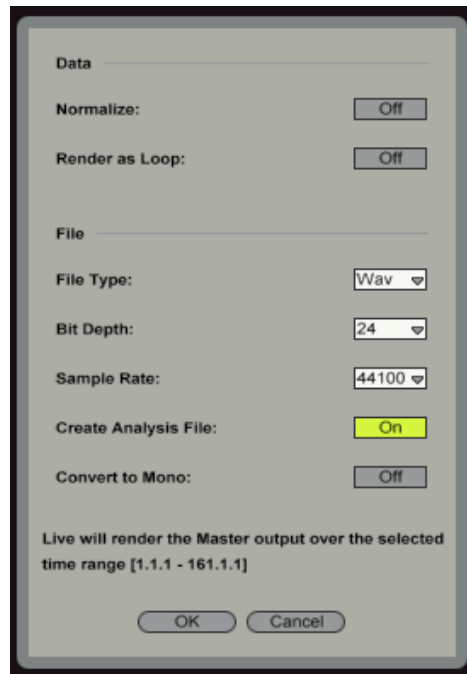 Data
Normalize: Off
Render as Loop: Off
File
File Type: Wav
Bit Depth: 24
Sample Rate: 44100
Create Analysis File: On
Convert to Mono: Off
Live will render the Master output over the selected
time range [1.1.1 - 161.1.1]
OK Cancel